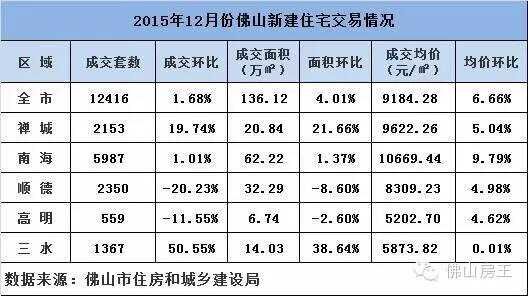 2015年12月份佛山新建住宅交易情况
区 域 成交套数 成交环比 成交面积(万㎡) 面积环比 成交均价(元/㎡) 均价环比
全 市 12416 1.68% 136.12 4.01% 9184.28 6.66%
禅 城 2153 19.74% 20.84 21.66% 9622.26 5.04%
南 海 5987 1.01% 62.22 1.37% 10669.44 9.79%
顺 德 2350 -20.23% 32.29 -8.60% 8309.23 4.98%
高 明 559 -11.55% 6.74 -2.60% 5202.70 4.62%
三 水 1367 50.55% 14.03 38.64% 5873.82 0.01%
数据来源：佛山市住房和城乡建设局
佛山房王